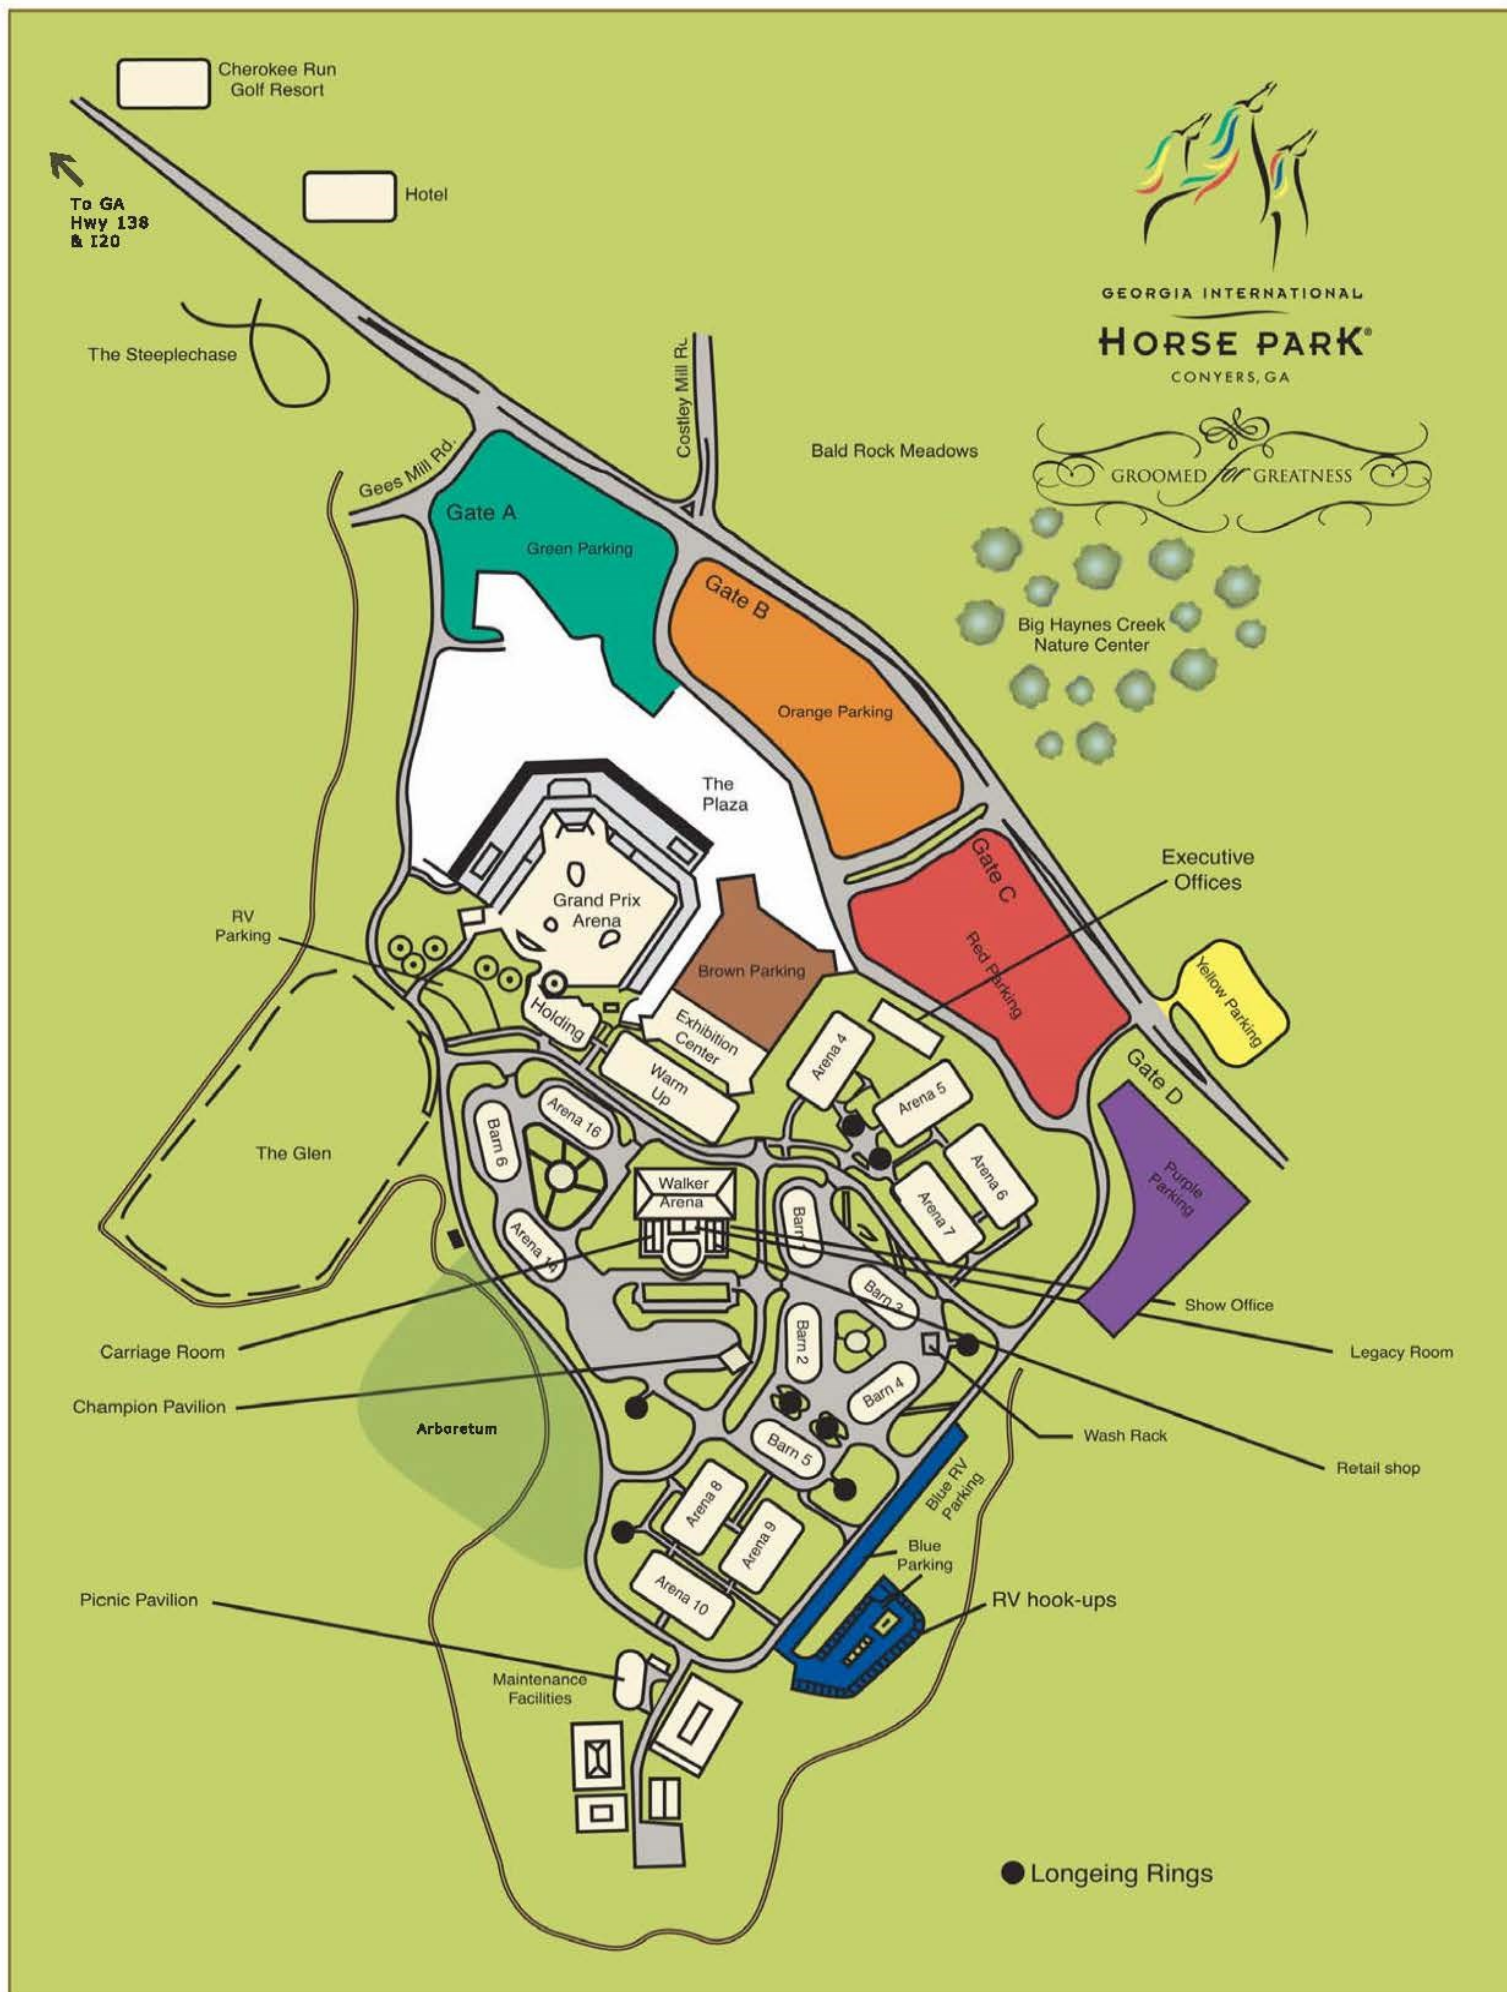 Cherokee Run
Golf Resort
To GA
Hwy 138
& I20
Hotel
GEORGIA INTERNATIONAL
HORSE PARK®
CONYERS, GA
GROOMED for GREATNESS
The Steeplechase
Gees Mill Rd.
Costley Mill
Bald Rock Meadows
Gate A
Green Parking
Gate B
Orange Parking
Big Haynes Creek
Nature Center
The
Plaza
Gate C
Red Parking
Executive
Offices
Yellow Parking
Gate D
Purple
Parking
RV
Parking
Grand Prix
Arena
Brown Parking
Holding
Exhibition
Center
Warm
Up
Arena 4
Arena 5
Arena 6
Arena 7
Barn 6
Arena 16
Arena 14
The Glen
Walker
Arena
Barn 1
Barn 3
Barn 2
Barn 4
Barn 5
Show Office
Legacy Room
Carriage Room
Champion Pavilion
Arboretum
Wash Rack
Retail shop
Arena 8
Arena 9
Arena 10
Blue RV
Parking
Blue
Parking
RV hook-ups
Picnic Pavilion
Maintenance
Facilities
Longeing Rings